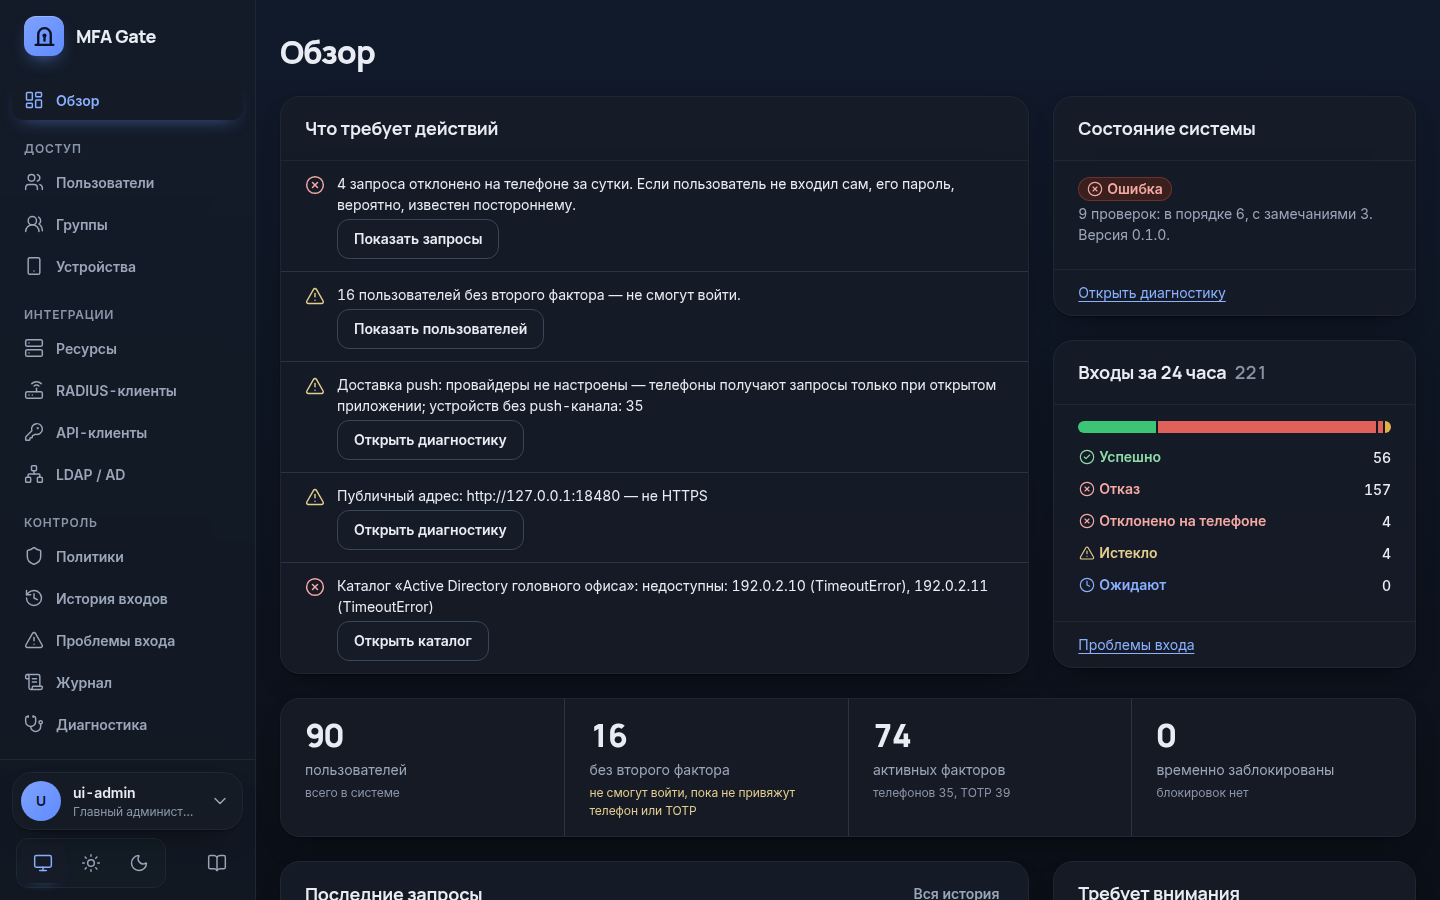 MFA Gate
Обзор
ДОСТУП
Пользователи
Группы
Устройства
ИНТЕГРАЦИИ
Ресурсы
RADIUS-клиенты
API-клиенты
LDAP / AD
КОНТРОЛЬ
Политики
История входов
Проблемы входа
Журнал
Диагностика
U
ui-admin
Главный админист...
Обзор
Что требует действий
4 запроса отклонено на телефоне за сутки. Если пользователь не входил сам, его пароль,
вероятно, известен постороннему.
Показать запросы
16 пользователей без второго фактора — не смогут войти.
Показать пользователей
Доставка push: провайдеры не настроены — телефоны получают запросы только при открытом
приложении; устройств без push-канала: 35
Открыть диагностику
Публичный адрес: http://127.0.0.1:18480 — не HTTPS
Открыть диагностику
Каталог «Active Directory головного офиса»: недоступны: 192.0.2.10 (TimeoutError), 192.0.2.11
(TimeoutError)
Открыть каталог
Состояние системы
Ошибка
9 проверок: в порядке 6, с замечаниями 3.
Версия 0.1.0.
Открыть диагностику
Входы за 24 часа 221
Успешно 56
Отказ 157
Отклонено на телефоне 4
Истекло 4
Ожидают 0
Проблемы входа
90
пользователей
всего в системе
16
без второго фактора
не смогут войти, пока не привяжут
телефон или TOTP
74
активных факторов
телефонов 35, TOTP 39
0
временно заблокированы
блокировок нет
Последние запросы
Вся история
Требует внимания